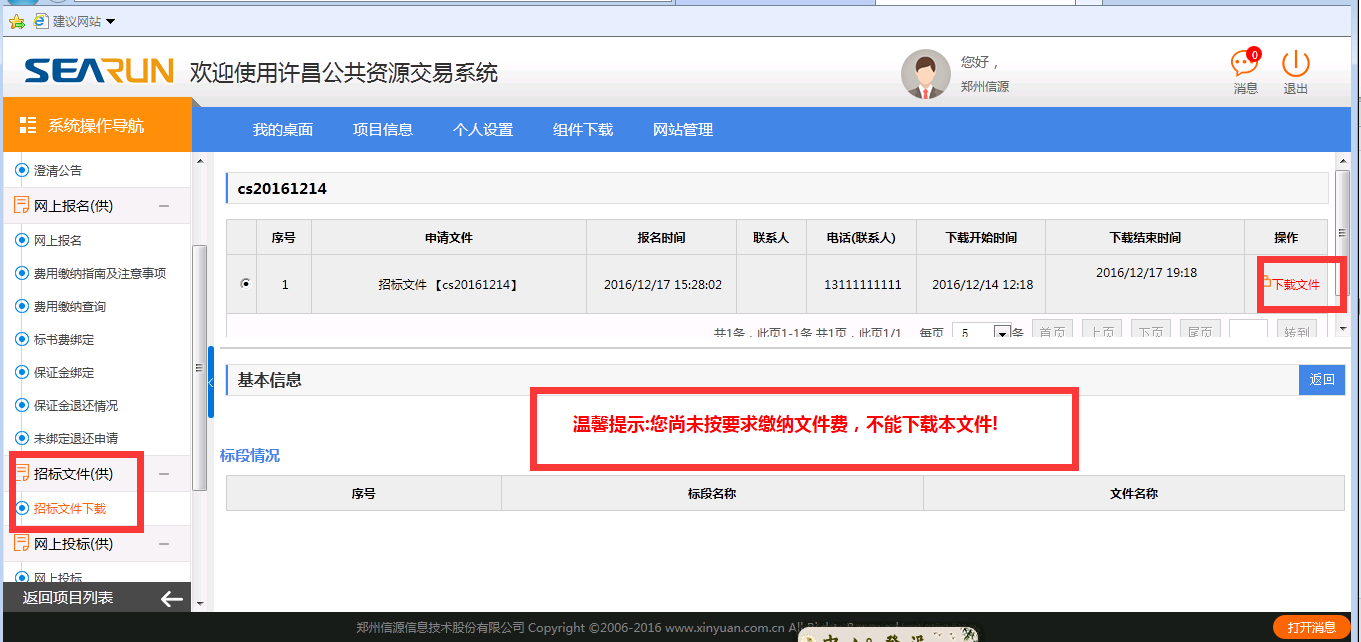 建议网站
SEARUN 欢迎使用许昌公共资源交易系统
您好，
郑州信源
0
消息
退出
系统操作导航
我的桌面 项目信息 个人设置 组件下载 网站管理
澄清公告
网上报名(供)
网上报名
费用缴纳指南及注意事项
费用缴纳查询
标书费绑定
保证金绑定
保证金退还情况
未绑定退还申请
招标文件(供)
招标文件下载
网上投标(供)
网上投标
返回项目列表
cs20161214
序号 申请文件 报名时间 联系人 电话(联系人) 下载开始时间 下载结束时间 操作
1 招标文件【cs20161214】 2016/12/17 15:28:02 13111111111 2016/12/14 12:18 2016/12/17 19:18 下载文件
共1条，此页1-1条 共1页，此页1/1 每页 5 条 首页 上页 下页 尾页 转到
基本信息
返回
温馨提示:您尚未按要求缴纳文件费，不能下载本文件!
标段情况
序号 标段名称 文件名称
郑州信源信息技术股份有限公司 Copyright ©2006-2016 www.xinyuan.com.cn All Rights
打开消息